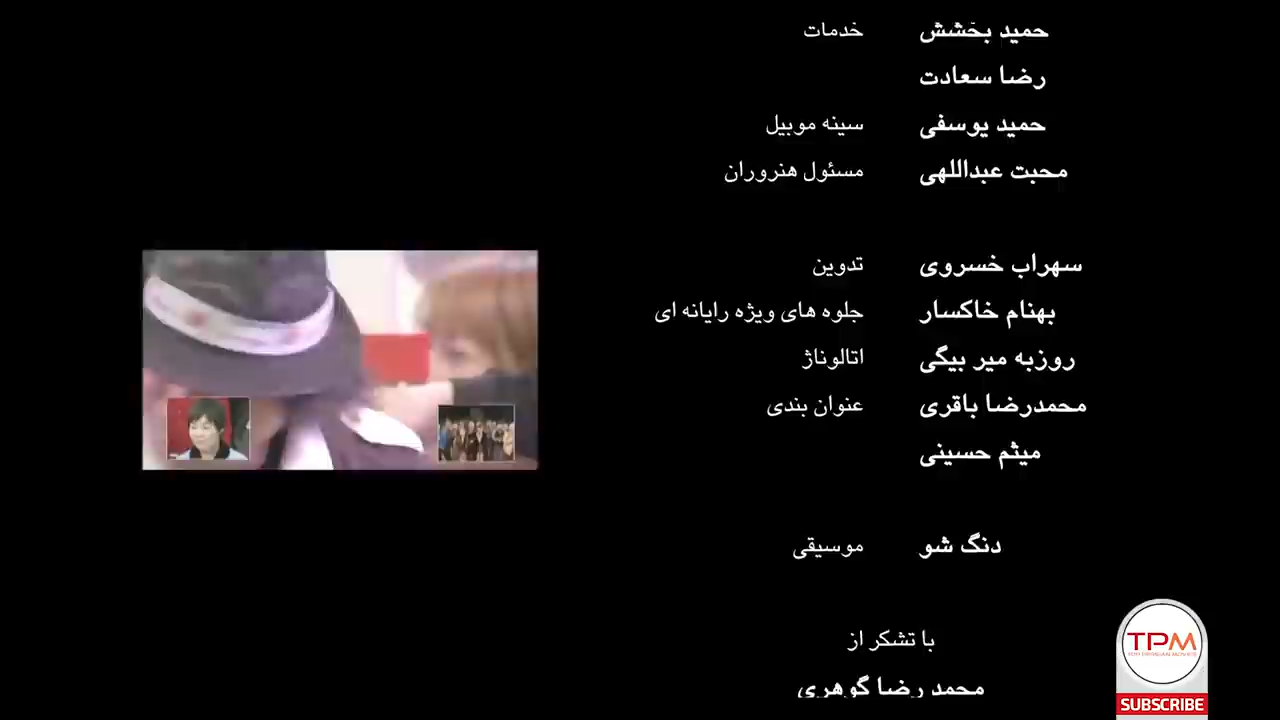 خدمات حمید بخشش
رضا سعادت
سینه موبیل حمید یوسفی
مسئول هنروران محبت عبداللهی
تدوین سهراب خسروی
جلوه های ویژه رایانه ای بهنام خاکسار
اتالوناژ روزبه میر بیگی
عنوان بندی محمدرضا باقری
میثم حسینی
موسیقی دنگ شو
با تشکر از
محمد رضا گوهری
TPM
SUBSCRIBE